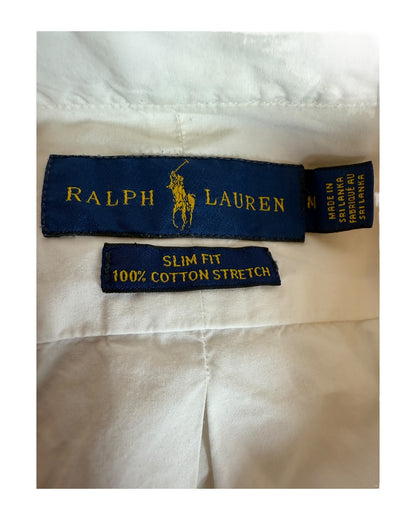 RALPH LAUREN
MADE IN
SRI LANKA
FABRIQUÉ AU
SRI LANKA
SLIM FIT
100% COTTON STRETCH